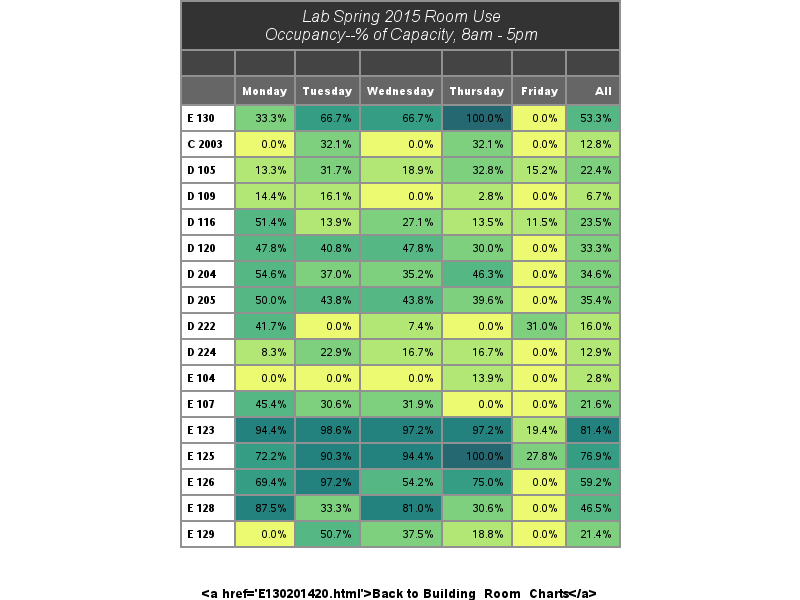 Lab Spring 2015 Room Use
Occupancy--% of Capacity, 8am - 5pm
Monday Tuesday Wednesday Thursday Friday All
E 130 33.3% 66.7% 66.7% 100.0% 0.0% 53.3%
C 2003 0.0% 32.1% 0.0% 32.1% 0.0% 12.8%
D 105 13.3% 31.7% 18.9% 32.8% 15.2% 22.4%
D 109 14.4% 16.1% 0.0% 2.8% 0.0% 6.7%
D 116 51.4% 13.9% 27.1% 13.5% 11.5% 23.5%
D 120 47.8% 40.8% 47.8% 30.0% 0.0% 33.3%
D 204 54.6% 37.0% 35.2% 46.3% 0.0% 34.6%
D 205 50.0% 43.8% 43.8% 39.6% 0.0% 35.4%
D 222 41.7% 0.0% 7.4% 0.0% 31.0% 16.0%
D 224 8.3% 22.9% 16.7% 16.7% 0.0% 12.9%
E 104 0.0% 0.0% 0.0% 13.9% 0.0% 2.8%
E 107 45.4% 30.6% 31.9% 0.0% 0.0% 21.6%
E 123 94.4% 98.6% 97.2% 97.2% 19.4% 81.4%
E 125 72.2% 90.3% 94.4% 100.0% 27.8% 76.9%
E 126 69.4% 97.2% 54.2% 75.0% 0.0% 59.2%
E 128 87.5% 33.3% 81.0% 30.6% 0.0% 46.5%
E 129 0.0% 50.7% 37.5% 18.8% 0.0% 21.4%
<a href='E130201420.html'>Back to Building_Room_Charts</a>